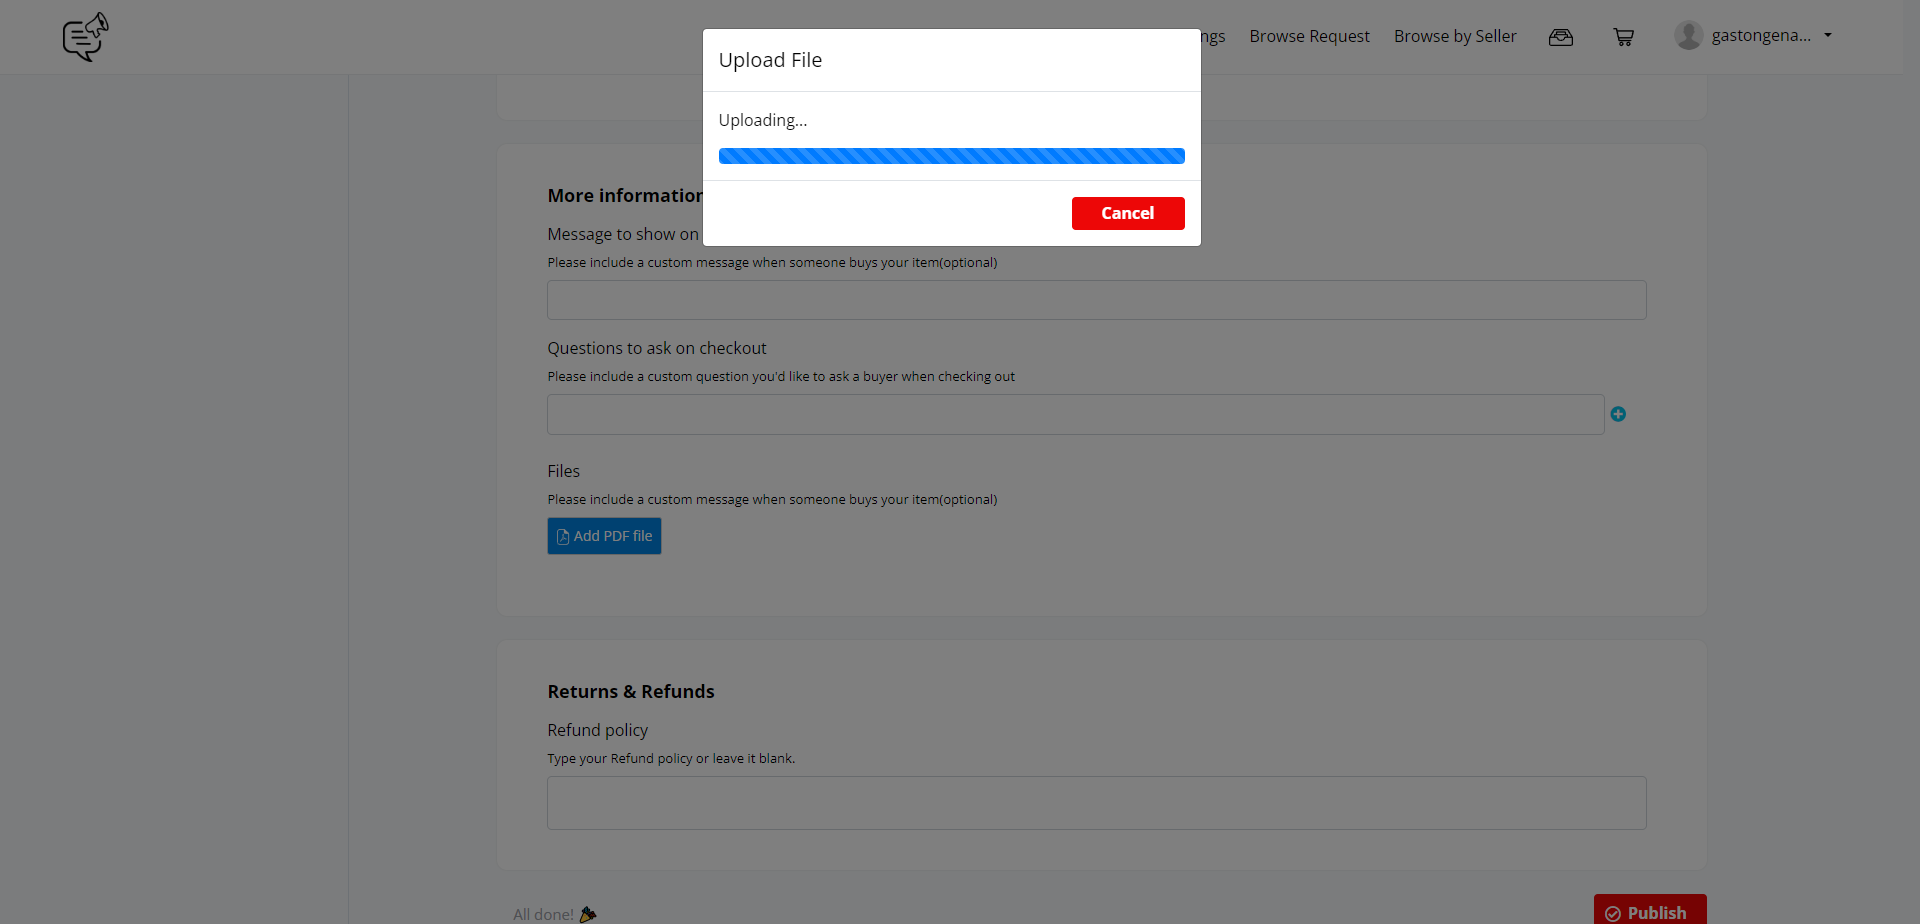 Upload File
Browse Request Browse by Seller gastongena...
Uploading...
Cancel
More information
Message to show on
Please include a custom message when someone buys your item(optional)
Questions to ask on checkout
Please include a custom question you'd like to ask a buyer when checking out
Files
Please include a custom message when someone buys your item(optional)
Add PDF file
Returns & Refunds
Refund policy
Type your Refund policy or leave it blank.
All done!
Publish